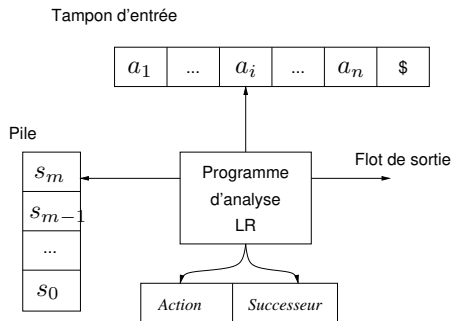 Tampon d'entrée
a₁ ... aᵢ ... aₙ $
Pile
sₘ
sₘ₋₁
...
s₀
Programme
d'analyse
LR
Flot de sortie
Action Successeur